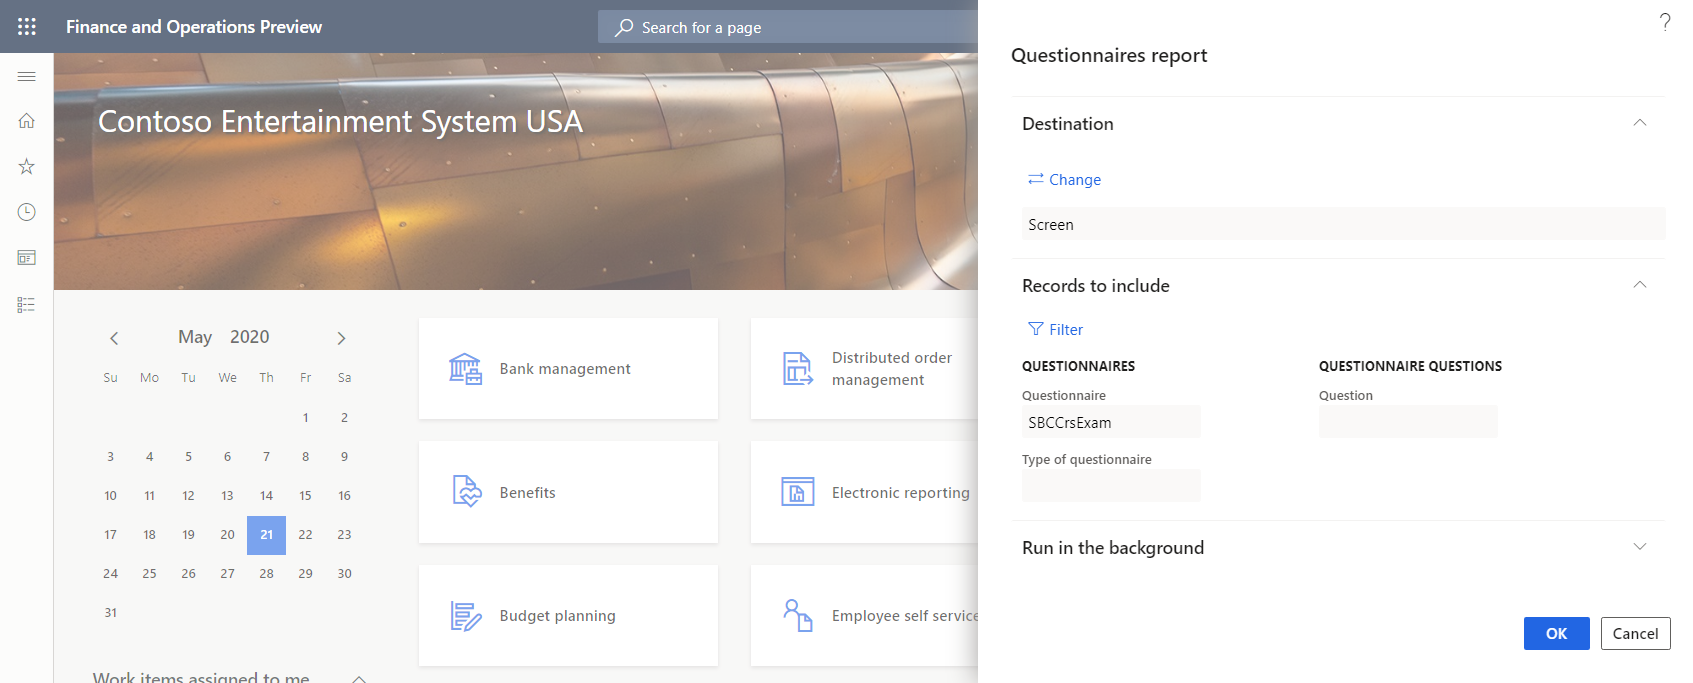 Finance and Operations Preview
Search for a page
?
Contoso Entertainment System USA
May 2020
Su Mo Tu We Th Fr Sa
1 2
3 4 5 6 7 8 9
10 11 12 13 14 15 16
17 18 19 20 21 22 23
24 25 26 27 28 29 30
31
Work items assigned to me
Bank management
Distributed order
management
Benefits
Electronic reporting
Budget planning
Employee self service
Questionnaires report
Destination
Change
Screen
Records to include
Filter
QUESTIONNAIRES
Questionnaire
SBCCrsExam
Type of questionnaire
QUESTIONNAIRE QUESTIONS
Question
Run in the background
OK Cancel